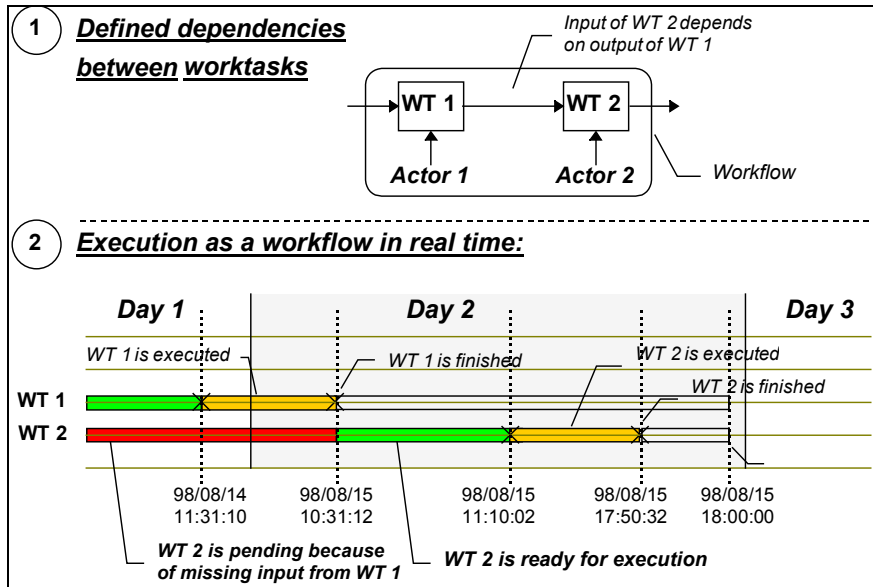 1
Defined dependencies
between worktasks
Input of WT 2 depends
on output of WT 1
WT 1
WT 2
Actor 1
Actor 2
Workflow
2
Execution as a workflow in real time:
Day 1
Day 2
Day 3
WT 1 is executed
WT 1 is finished
WT 2 is executed
WT 2 is finished
WT 1
WT 2
98/08/14
11:31:10
98/08/15
10:31:12
98/08/15
11:10:02
98/08/15
17:50:32
98/08/15
18:00:00
WT 2 is pending because
of missing input from WT 1
WT 2 is ready for execution